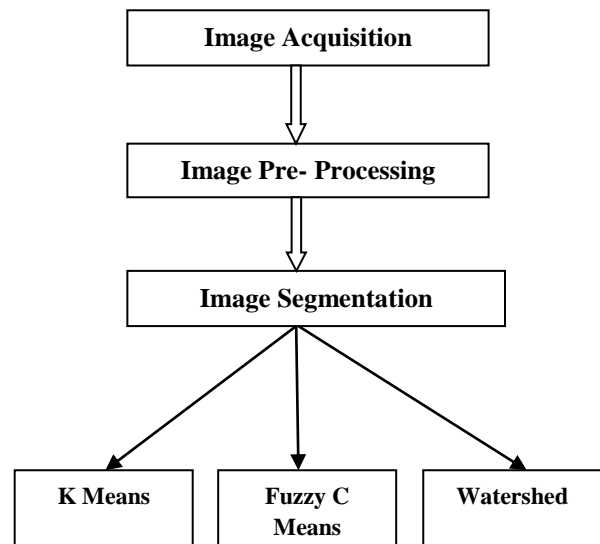 Image Acquisition
Image Pre- Processing
Image Segmentation
K Means
Fuzzy C
Means
Watershed